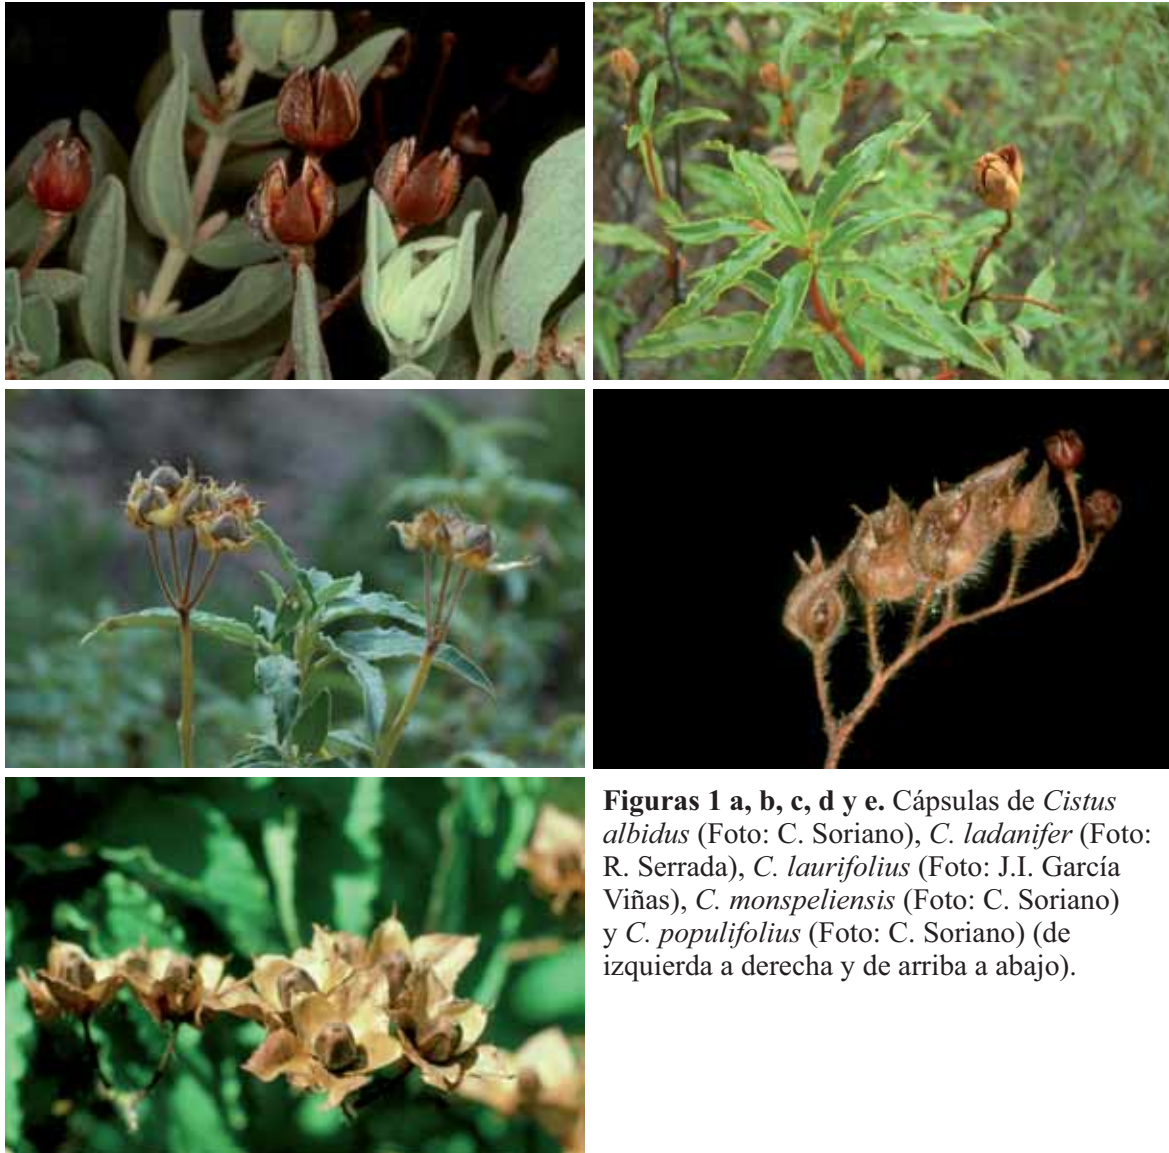 Figuras 1 a, b, c, d y e. Cápsulas de Cistus
albidus (Foto: C. Soriano), C. ladanifer (Foto:
R. Serrada), C. laurifolius (Foto: J.I. García
Viñas), C. monspeliensis (Foto: C. Soriano)
y C. populifolius (Foto: C. Soriano) (de
izquierda a derecha y de arriba a abajo).